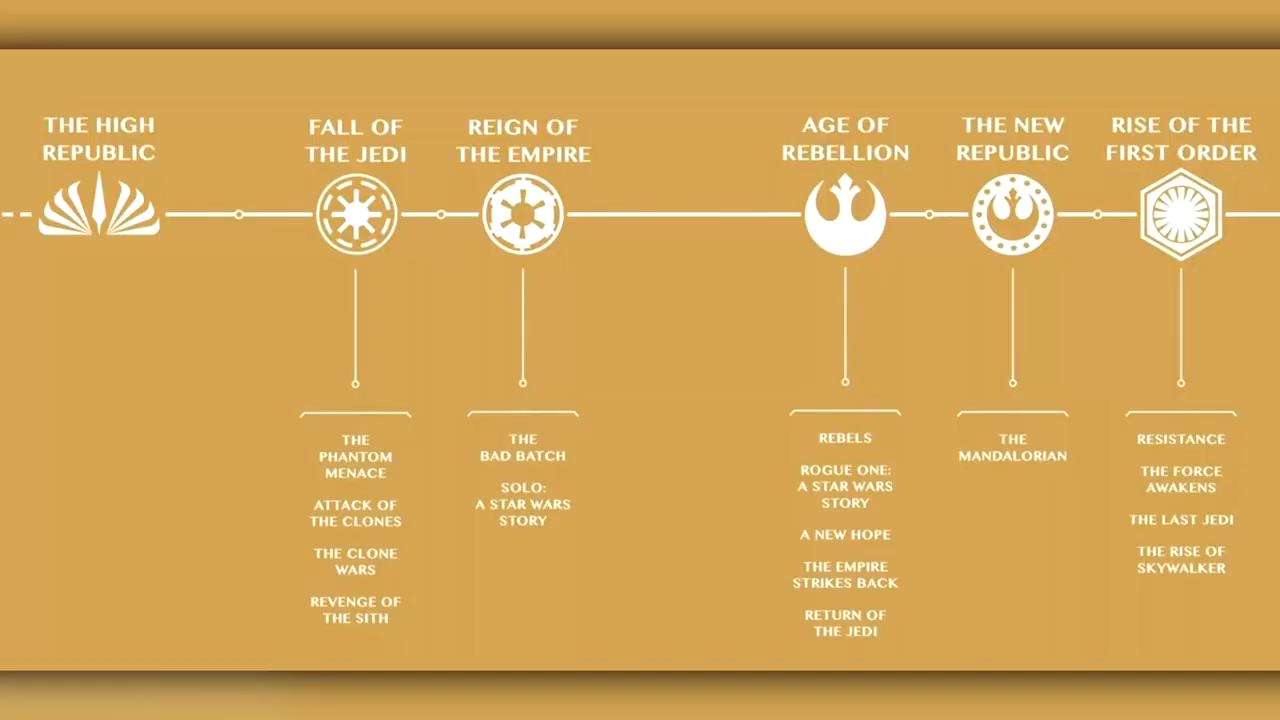 THE HIGH
REPUBLIC
FALL OF
THE JEDI
REIGN OF
THE EMPIRE
AGE OF
REBELLION
THE NEW
REPUBLIC
RISE OF THE
FIRST ORDER
THE
PHANTOM
MENACE
ATTACK OF
THE CLONES
THE CLONE
WARS
REVENGE OF
THE SITH
THE
BAD BATCH
SOLO:
A STAR WARS
STORY
REBELS
ROGUE ONE:
A STAR WARS
STORY
A NEW HOPE
THE EMPIRE
STRIKES BACK
RETURN OF
THE JEDI
THE
MANDALORIAN
RESISTANCE
THE FORCE
AWAKENS
THE LAST JEDI
THE RISE OF
SKYWALKER